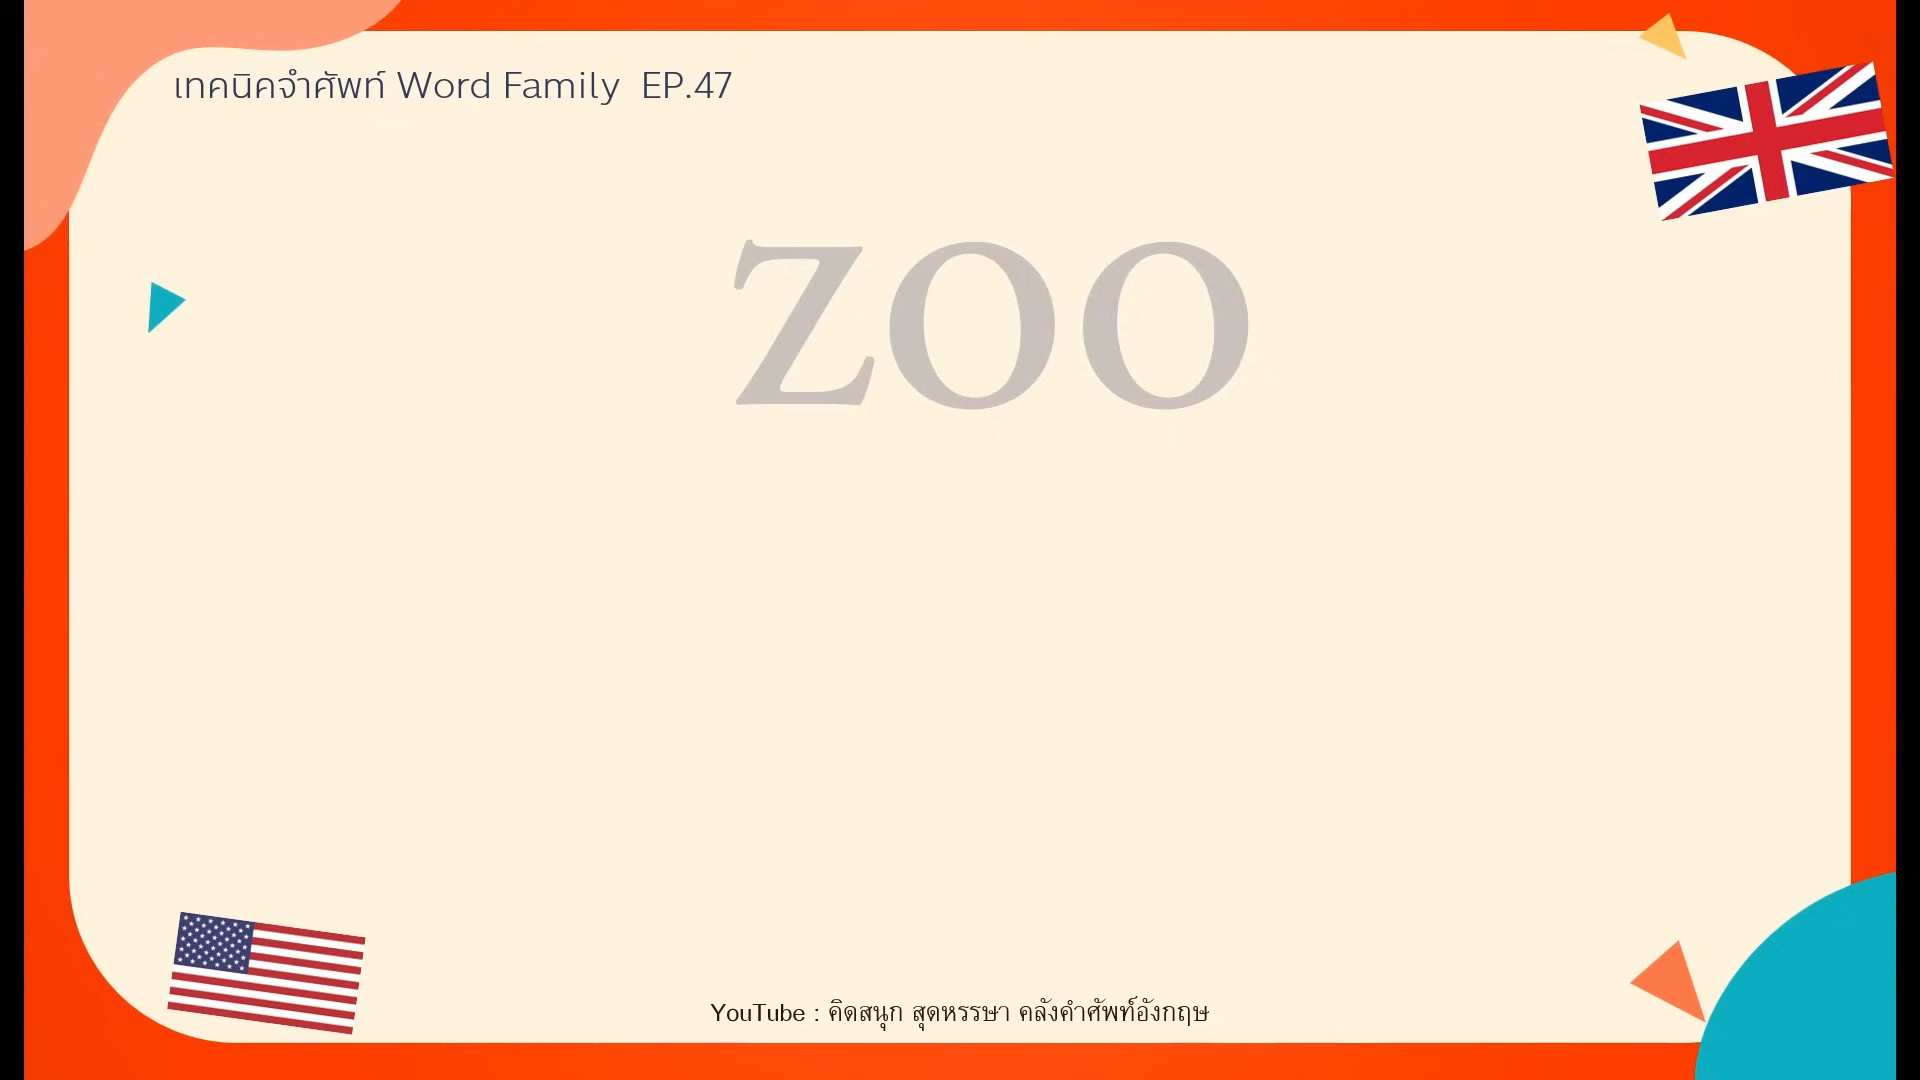 เทคนิคจำศัพท์ Word Family EP.47
zoo
YouTube : คิดสนุก สุดหรรษา คลังคำศัพท์อังกฤษ